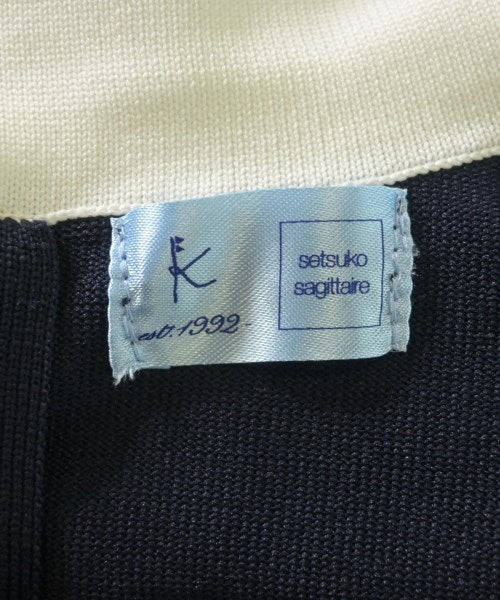 K
est. 1992-
setsuko
sagittaire